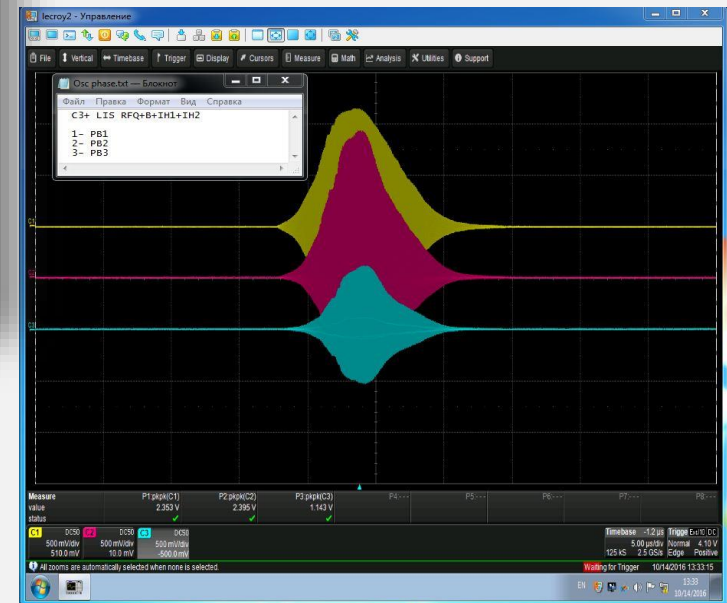 lecroy2 - Управление
File Vertical Timebase Trigger Display Cursors Measure Math Analysis Utilities Support
Osc phase.txt — Блокнот
Файл Правка Формат Вид Справка
C3+ LIS RFQ+B+IH1+IH2
1- PB1
2- PB2
3- PB3
Measure P1:pkpk(C1) P2:pkpk(C2) P3:pkpk(C3) P4:--- P5:--- P6:--- P7:--- P8:---
value 2.353 V 2.395 V 1.143 V
status
C1 DC50 C2 DC50 C3 DC50 Timebase -1.2 µs Trigger Ext/10 DC
500 mV/div 500 mV/div 500 mV/div 5.00 µs/div Normal 4.10 V
510.0 mV 10.0 mV -500.0 mV 125 kS 2.5 GS/s Edge Positive
All zooms are automatically selected when none is selected. Waiting for Trigger 10/14/2016 13:33:15
EN 13:33
10/14/2016